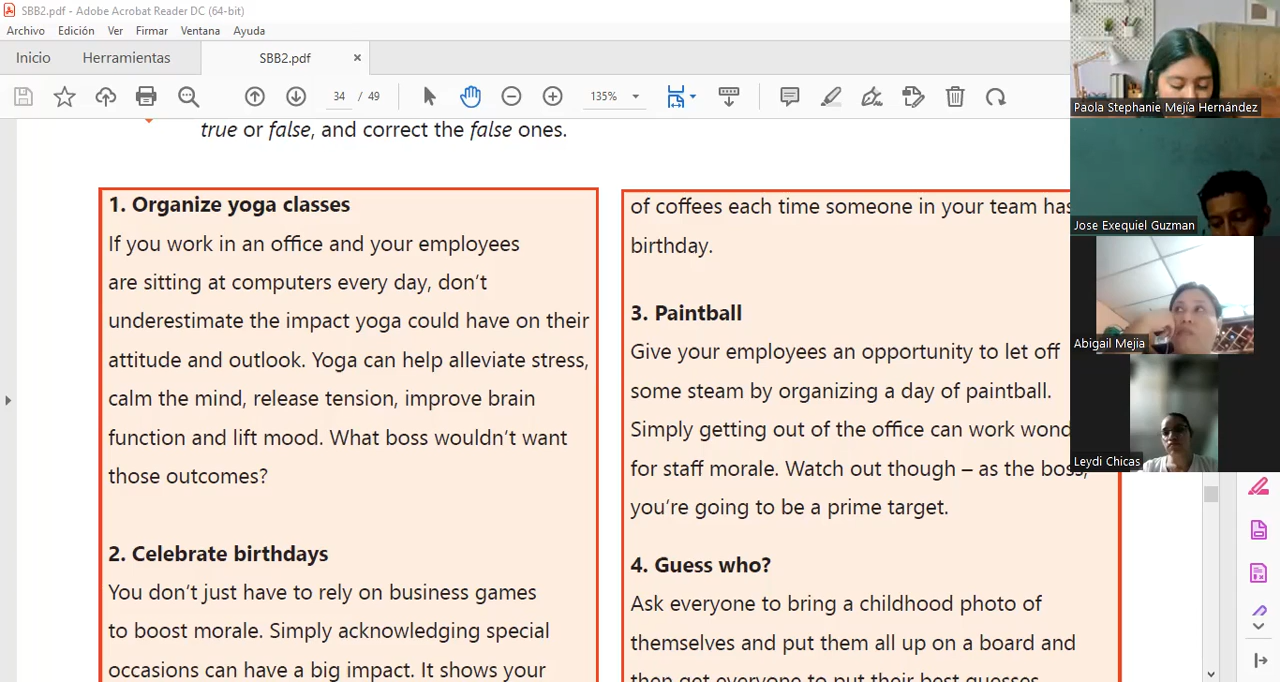 SBB2.pdf - Adobe Acrobat Reader DC (64-bit)
Archivo Edición Ver Firmar Ventana Ayuda
Inicio Herramientas SBB2.pdf ×
34 / 49 135%
true or false, and correct the false ones.
1. Organize yoga classes
If you work in an office and your employees
are sitting at computers every day, don't
underestimate the impact yoga could have on their
attitude and outlook. Yoga can help alleviate stress,
calm the mind, release tension, improve brain
function and lift mood. What boss wouldn't want
those outcomes?
2. Celebrate birthdays
You don't just have to rely on business games
to boost morale. Simply acknowledging special
occasions can have a big impact. It shows your
of coffees each time someone in your team has
birthday.
3. Paintball
Give your employees an opportunity to let off
some steam by organizing a day of paintball.
Simply getting out of the office can work wond
for staff morale. Watch out though – as the boss,
you're going to be a prime target.
4. Guess who?
Ask everyone to bring a childhood photo of
themselves and put them all up on a board and
then get everyone to put their best guesses
Paola Stephanie Mejía Hernández
Jose Exequiel Guzman
Abigail Mejia
Leydi Chicas